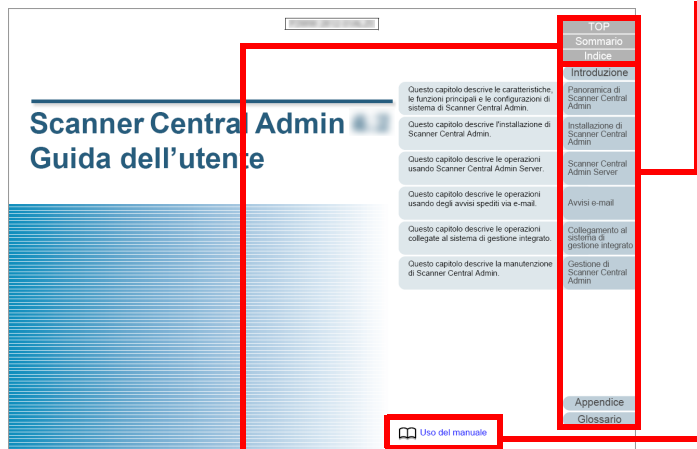 TOP
Sommario
Indice
Introduzione
Scanner Central Admin
Guida dell'utente
Questo capitolo descrive le caratteristiche,
le funzioni principali e le configurazioni di
sistema di Scanner Central Admin.
Panoramica di
Scanner Central
Admin
Questo capitolo descrive l'installazione di
Scanner Central Admin.
Installazione di
Scanner Central
Admin
Questo capitolo descrive le operazioni
usando Scanner Central Admin Server.
Scanner Central
Admin Server
Questo capitolo descrive le operazioni
usando degli avvisi spediti via e-mail.
Avvisi e-mail
Questo capitolo descrive le operazioni
collegate al sistema di gestione integrato.
Collegamento al
sistema di
gestione integrato
Questo capitolo descrive la manutenzione
di Scanner Central Admin.
Gestione di
Scanner Central
Admin
Appendice
Glossario
Uso del manuale